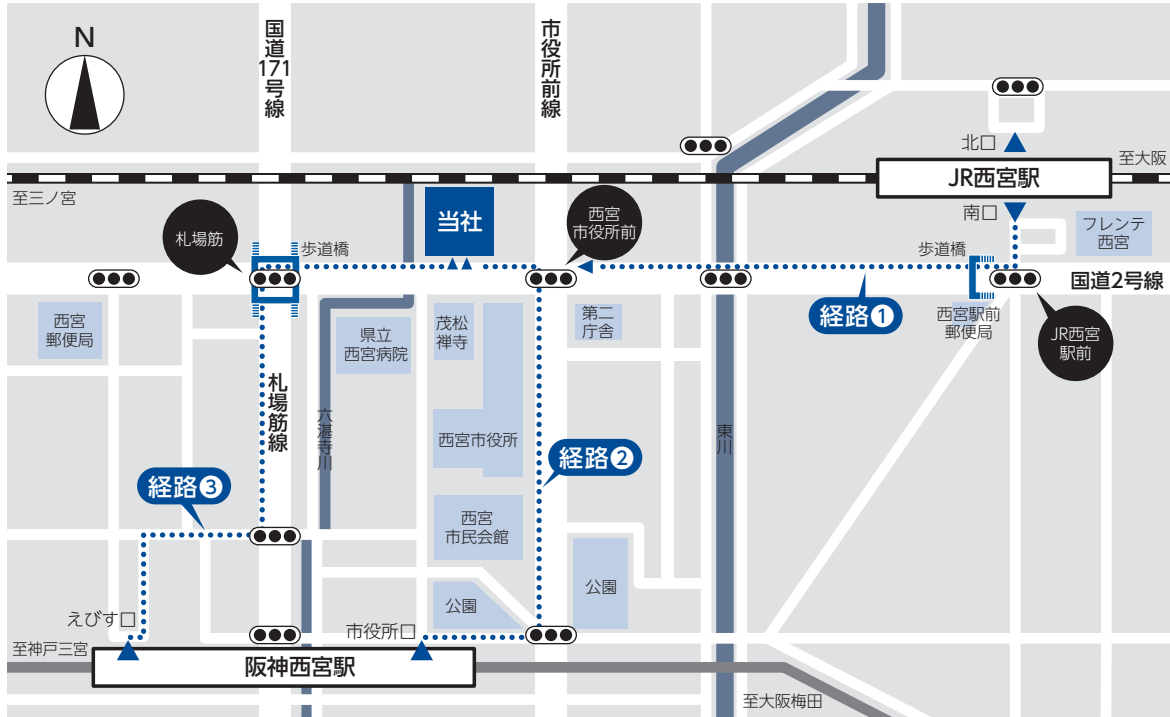 N
国道171号線
市役所前線
北口
至大阪
JR西宮駅
至三ノ宮
南口
当社
西宮
市役所前
フレンテ
西宮
札場筋
歩道橋
歩道橋
国道2号線
経路❶
西宮駅前
郵便局
JR西宮
駅前
西宮
郵便局
県立
西宮病院
茂松
禅寺
第二
庁舎
札場筋線
六湛寺川
西宮市役所
東川
経路❷
経路❸
西宮
市民会館
公園
公園
えびす口
市役所口
至神戸三宮
阪神西宮駅
至大阪梅田